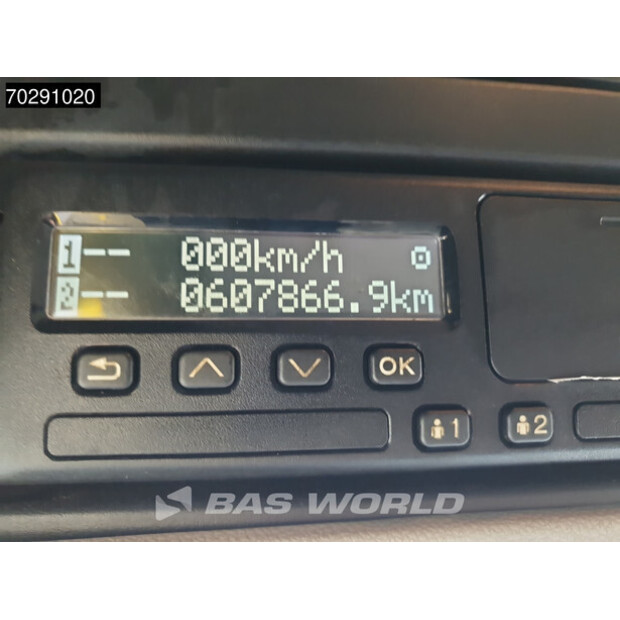 70291020
1-- 000km/h
2-- 0607866.9km
OK
1 2
BAS WORLD